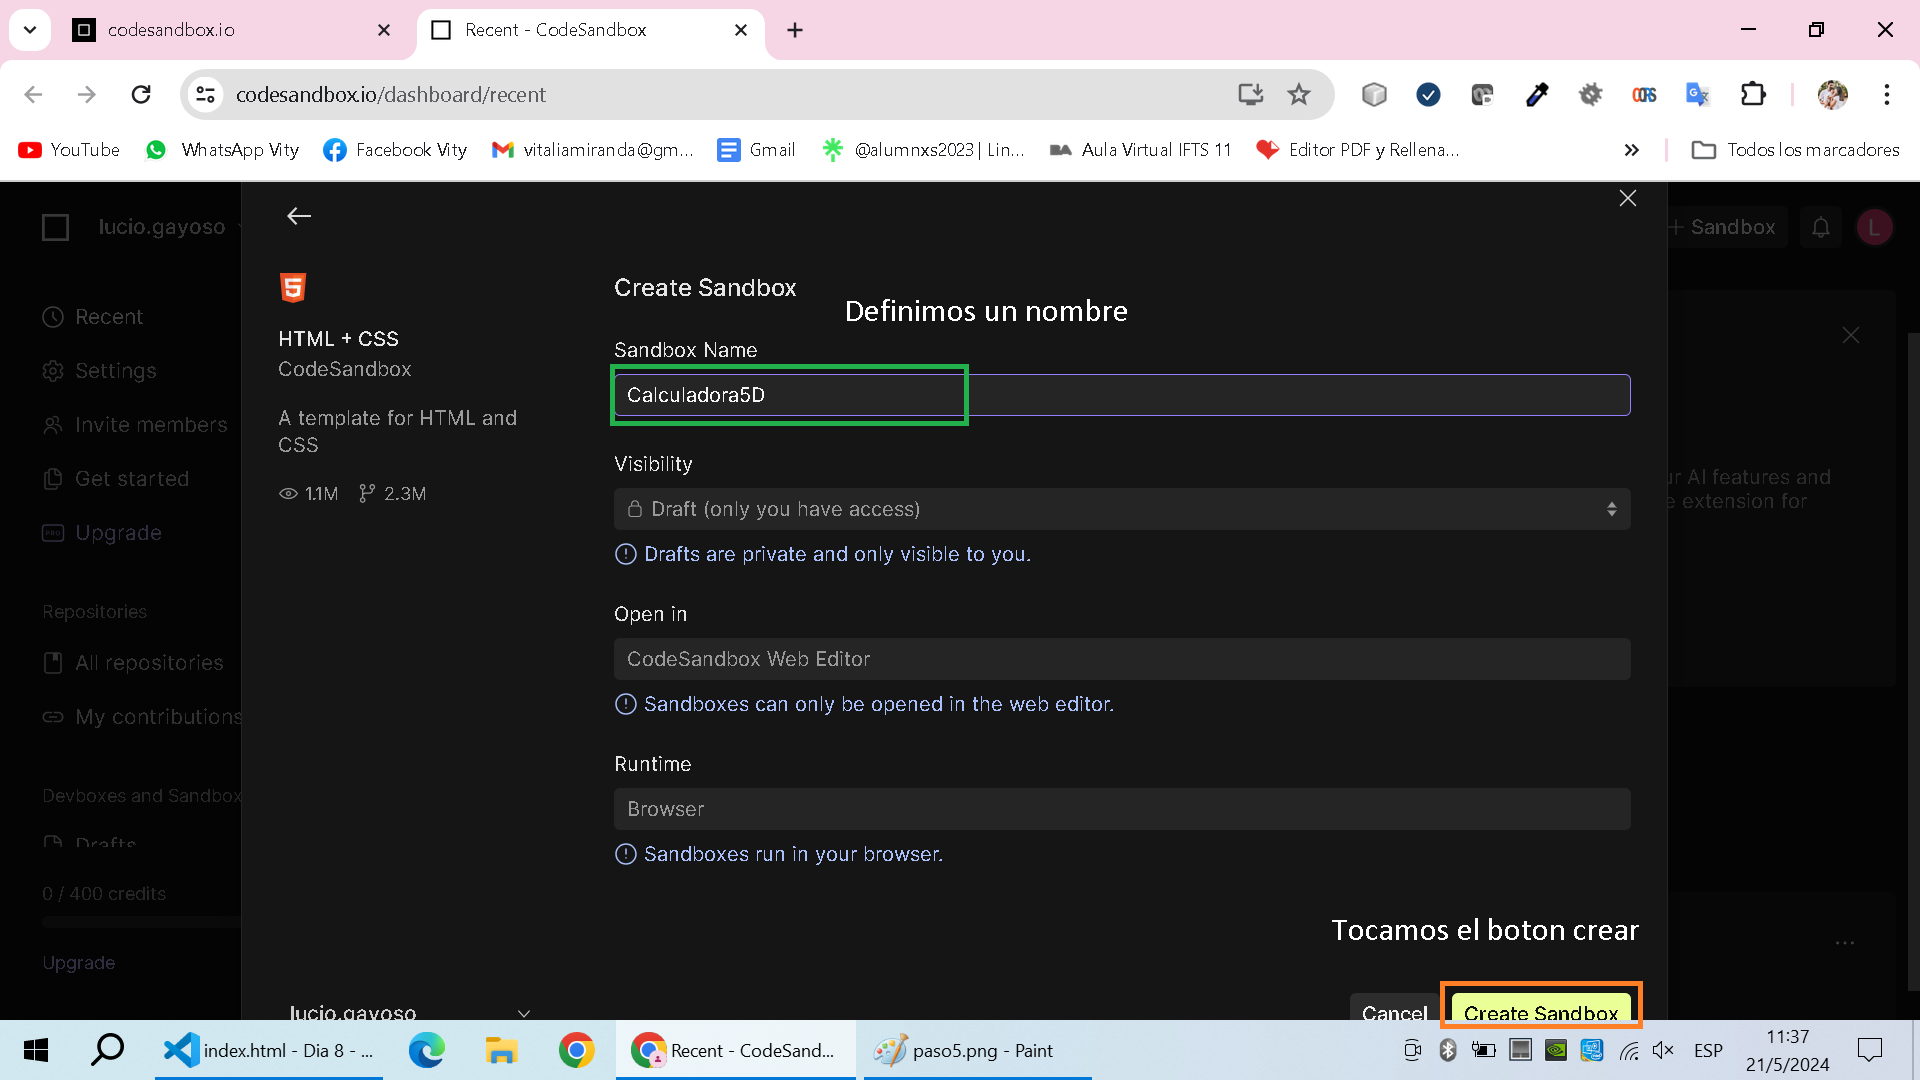 codesandbox.io
Recent - CodeSandbox
codesandbox.io/dashboard/recent
YouTube
WhatsApp Vity
Facebook Vity
vitaliamiranda@gm...
Gmail
@alumnxs2023 | Lin...
Aula Virtual IFTS 11
Editor PDF y Rellena...
Todos los marcadores
lucio.gayoso
+ Sandbox
L
Recent
Settings
Invite members
Get started
Upgrade
Repositories
All repositories
My contributions
Devboxes and Sandbox
Drafts
0 / 400 credits
Upgrade
HTML + CSS
CodeSandbox
A template for HTML and
CSS
1.1M 2.3M
lucio.gayoso
Create Sandbox
Definimos un nombre
Sandbox Name
Calculadora5D
Visibility
Draft (only you have access)
Drafts are private and only visible to you.
Open in
CodeSandbox Web Editor
Sandboxes can only be opened in the web editor.
Runtime
Browser
Sandboxes run in your browser.
Tocamos el boton crear
Cancel
Create Sandbox
AI features and
extension for
index.html - Dia 8 - ...
Recent - CodeSand...
paso5.png - Paint
ESP
11:37
21/5/2024